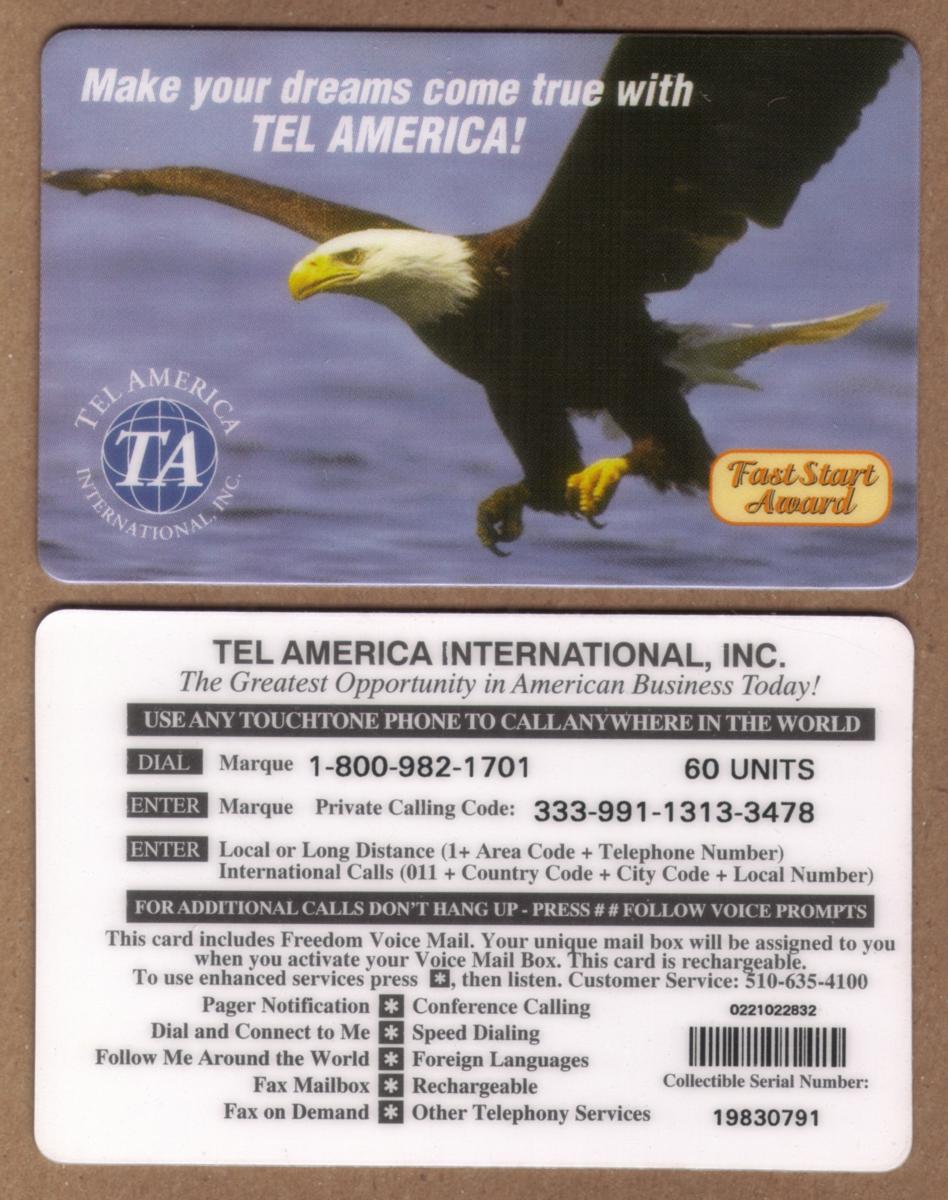 Make your dreams come true with
TEL AMERICA!
TEL AMERICA
TA
INTERNATIONAL, INC.
Fast Start
Award
TEL AMERICA INTERNATIONAL, INC.
The Greatest Opportunity in American Business Today!
USE ANY TOUCHTONE PHONE TO CALL ANYWHERE IN THE WORLD
DIAL Marque 1-800-982-1701 60 UNITS
ENTER Marque Private Calling Code: 333-991-1313-3478
ENTER Local or Long Distance (1+ Area Code + Telephone Number)
International Calls (011 + Country Code + City Code + Local Number)
FOR ADDITIONAL CALLS DON'T HANG UP - PRESS # # FOLLOW VOICE PROMPTS
This card includes Freedom Voice Mail. Your unique mail box will be assigned to you
when you activate your Voice Mail Box. This card is rechargeable.
To use enhanced services press *, then listen. Customer Service: 510-635-4100
Pager Notification * Conference Calling
Dial and Connect to Me * Speed Dialing
Follow Me Around the World * Foreign Languages
Fax Mailbox * Rechargeable
Fax on Demand * Other Telephony Services
0221022832
Collectible Serial Number:
19830791